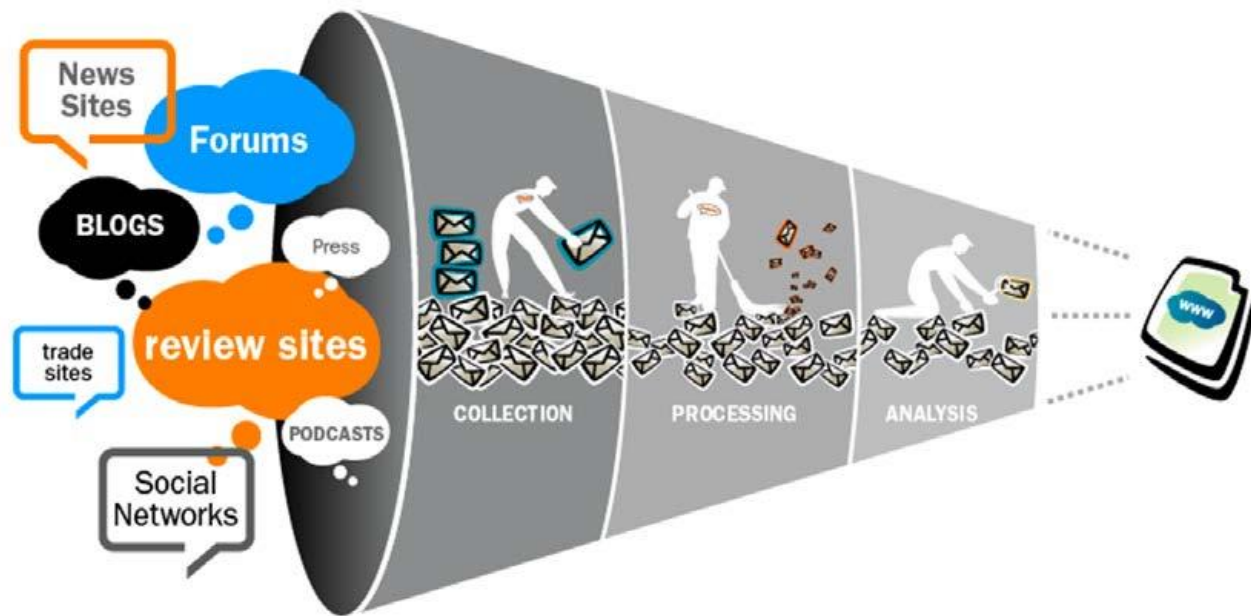 News
Sites
Forums
BLOGS
Press
review sites
trade
sites
PODCASTS
Social
Networks
COLLECTION
PROCESSING
ANALYSIS
www